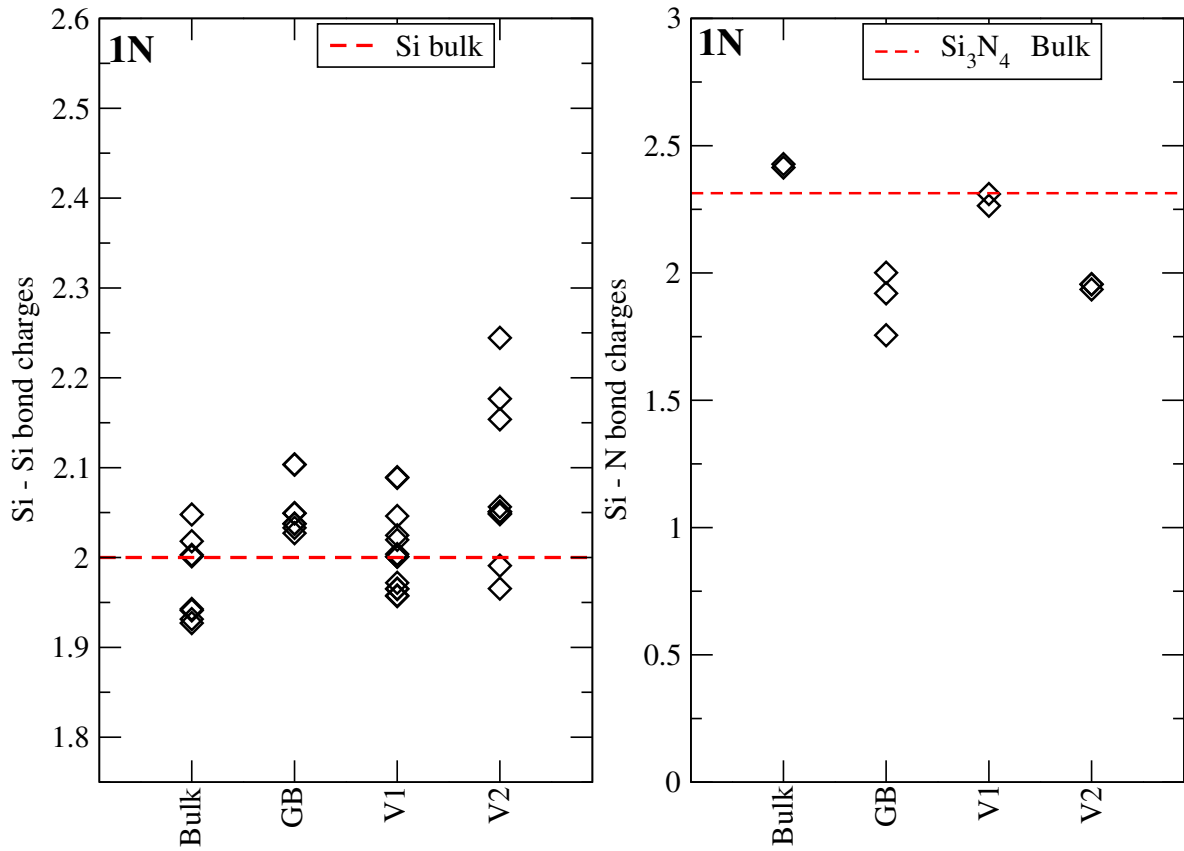 1N
Si bulk
Si - Si bond charges
2.6
2.5
2.4
2.3
2.2
2.1
2
1.9
1.8
Bulk
GB
V1
V2
1N
Si3N4 Bulk
Si - N bond charges
3
2.5
2
1.5
1
0.5
0
Bulk
GB
V1
V2